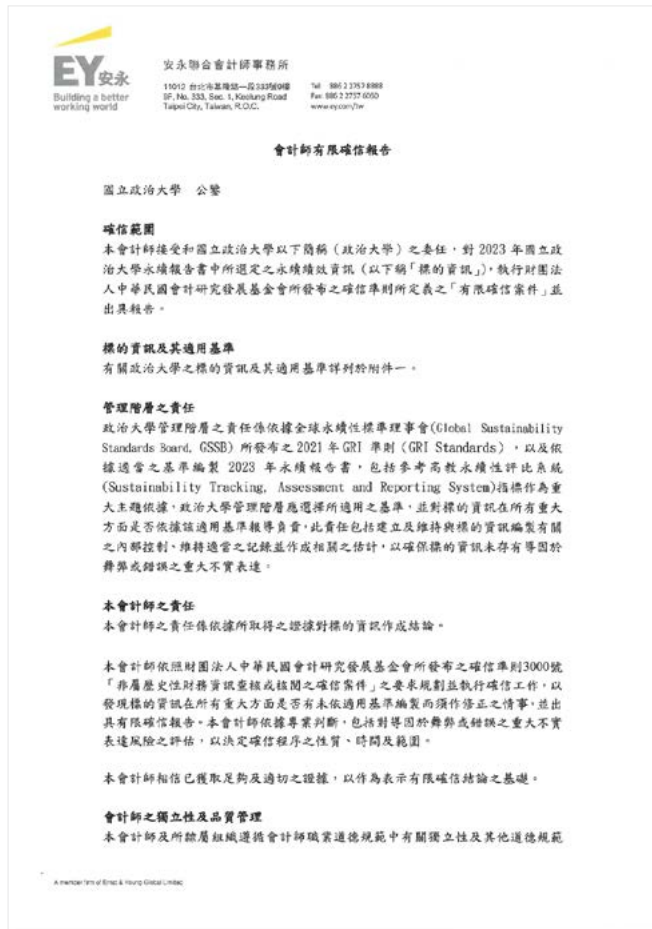 EY安永
Building a better
working world
安永聯合會計師事務所
11012 台北市基隆路一段333號9樓
9F, No. 333, Sec. 1, Keelung Road
Taipei City, Taiwan, R.O.C.
Tel 886 2 2757 8888
Fax 886 2 2757 6050
www.ey.com/tw
會計師有限確信報告
國立政治大學 公鑒
確信範圍
本會計師接受和國立政治大學以下簡稱（政治大學）之委任，對 2023 年國立政
治大學永續報告書中所選定之永續績效資訊（以下稱「標的資訊」），執行財團法
人中華民國會計研究發展基金會所發布之確信準則所定義之「有限確信案件」並
出具報告。
標的資訊及其適用基準
有關政治大學之標的資訊及其適用基準詳列於附件一。
管理階層之責任
政治大學管理階層之責任係依據全球永續性標準理事會(Global Sustainability
Standards Board, GSSB) 所發布之 2021 年 GRI 準則（GRI Standards），以及依
據適當之基準編製 2023 年永續報告書，包括參考高教永續性評比系統
(Sustainability Tracking, Assessment and Reporting System)指標作為重
大主題依據，政治大學管理階層應選擇所適用之基準，並對標的資訊在所有重大
方面是否依據該適用基準報導負責，此責任包括建立及維持與標的資訊編製有關
之內部控制、維持適當之記錄並作成相關之估計，以確保標的資訊未存有導因於
舞弊或錯誤之重大不實表達。
本會計師之責任
本會計師之責任係依據所取得之證據對標的資訊作成結論。
本會計師依照財團法人中華民國會計研究發展基金會所發布之確信準則3000號
「非屬歷史性財務資訊查核或核閱之確信案件」之要求規劃並執行確信工作，以
發現標的資訊在所有重大方面是否有未依適用基準編製而須作修正之情事，並出
具有限確信報告。本會計師依據專業判斷，包括對導因於舞弊或錯誤之重大不實
表達風險之評估，以決定確信程序之性質、時間及範圍。
本會計師相信已獲取足夠及適切之證據，以作為表示有限確信結論之基礎。
會計師之獨立性及品質管理
本會計師及所隸屬組織遵循會計師職業道德規範中有關獨立性及其他道德規範
A member firm of Ernst & Young Global Limited